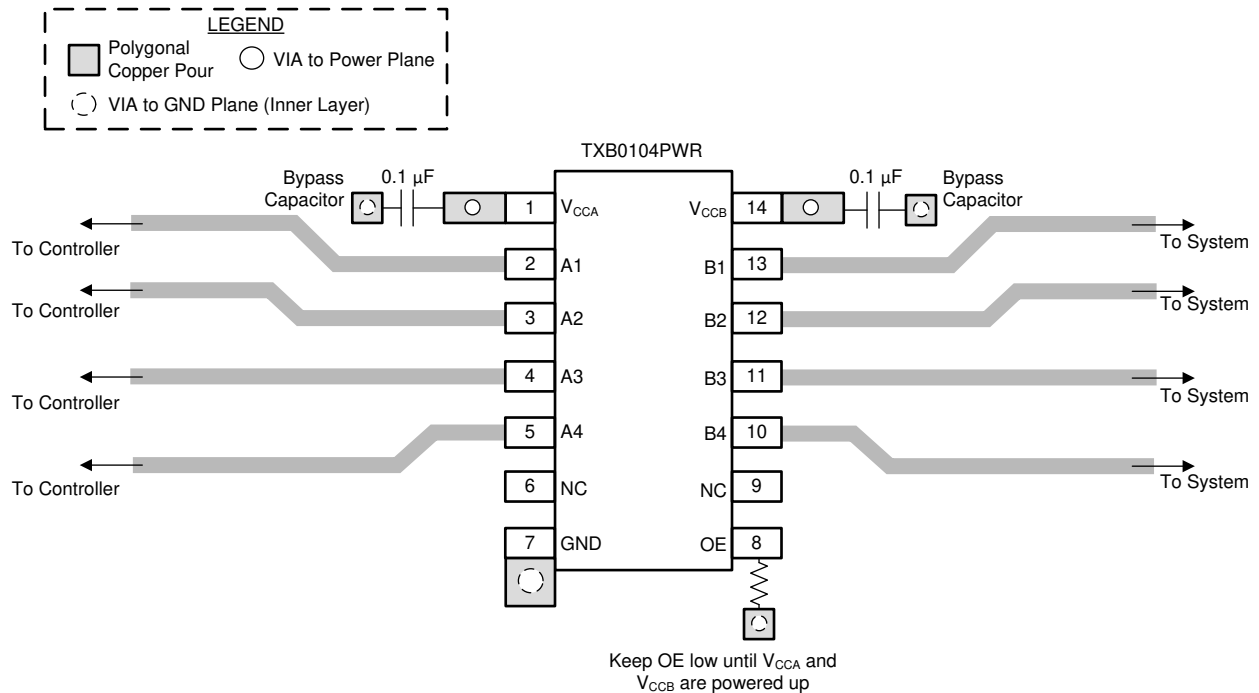 LEGEND
Polygonal
Copper Pour
VIA to Power Plane
VIA to GND Plane (Inner Layer)
TXB0104PWR
Bypass
Capacitor
0.1 µF
0.1 µF
Bypass
Capacitor
1 VCCA
VCCB 14
To Controller
To System
2 A1
B1 13
To Controller
To System
3 A2
B2 12
4 A3
B3 11
To Controller
To System
5 A4
B4 10
To Controller
To System
6 NC
NC 9
7 GND
OE 8
Keep OE low until VCCA and
VCCB are powered up